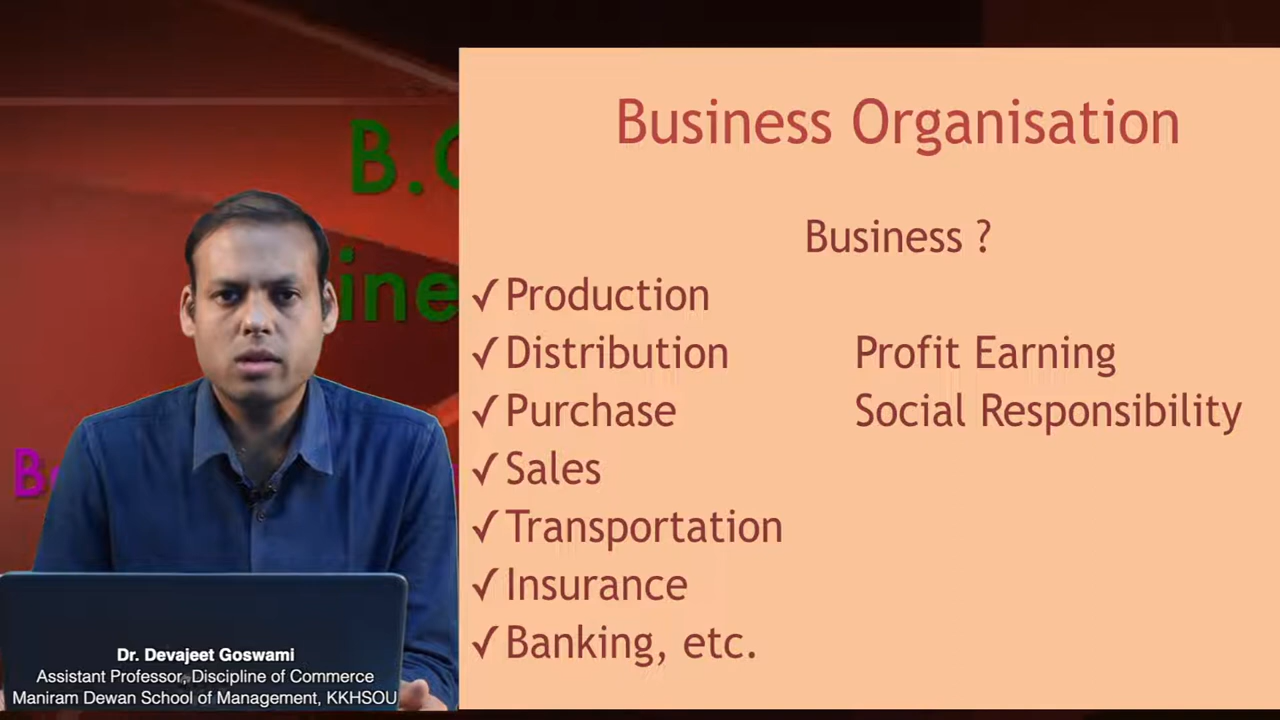 Business Organisation
Business ?
✓ Production
✓ Distribution
✓ Purchase
✓ Sales
✓ Transportation
✓ Insurance
✓ Banking, etc.
Profit Earning
Social Responsibility
Dr. Devajeet Goswami
Assistant Professor, Discipline of Commerce
Maniram Dewan School of Management, KKHSOU